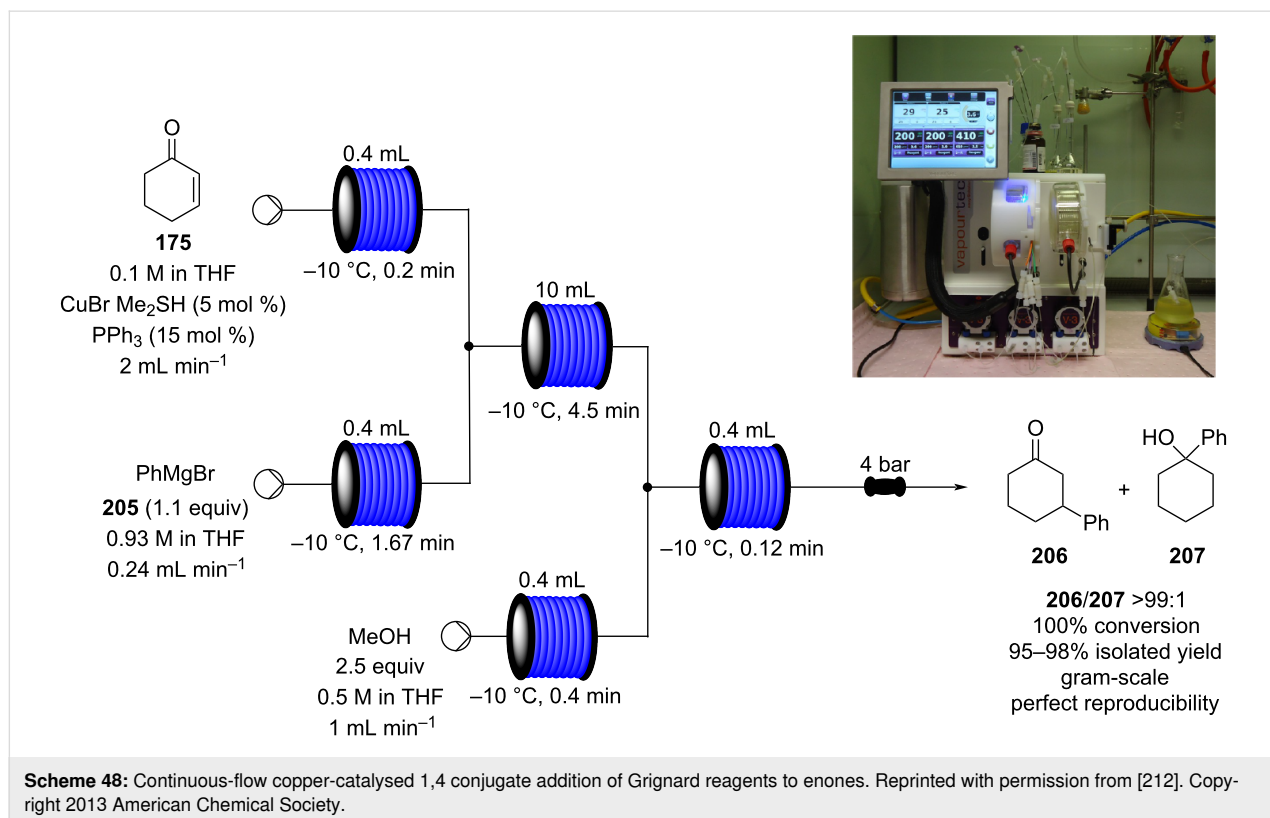 O
175
0.1 M in THF
CuBr Me₂SH (5 mol %)
PPh₃ (15 mol %)
2 mL min⁻¹
0.4 mL
–10 °C, 0.2 min
PhMgBr
205 (1.1 equiv)
0.93 M in THF
0.24 mL min⁻¹
0.4 mL
–10 °C, 1.67 min
10 mL
–10 °C, 4.5 min
MeOH
2.5 equiv
0.5 M in THF
1 mL min⁻¹
0.4 mL
–10 °C, 0.4 min
0.4 mL
–10 °C, 0.12 min
4 bar
29 25
200 200 410
vapourtec
O
Ph
206
+
HO Ph
207
206/207 >99:1
100% conversion
95–98% isolated yield
gram-scale
perfect reproducibility
Scheme 48: Continuous-flow copper-catalysed 1,4 conjugate addition of Grignard reagents to enones. Reprinted with permission from [212]. Copy-
right 2013 American Chemical Society.